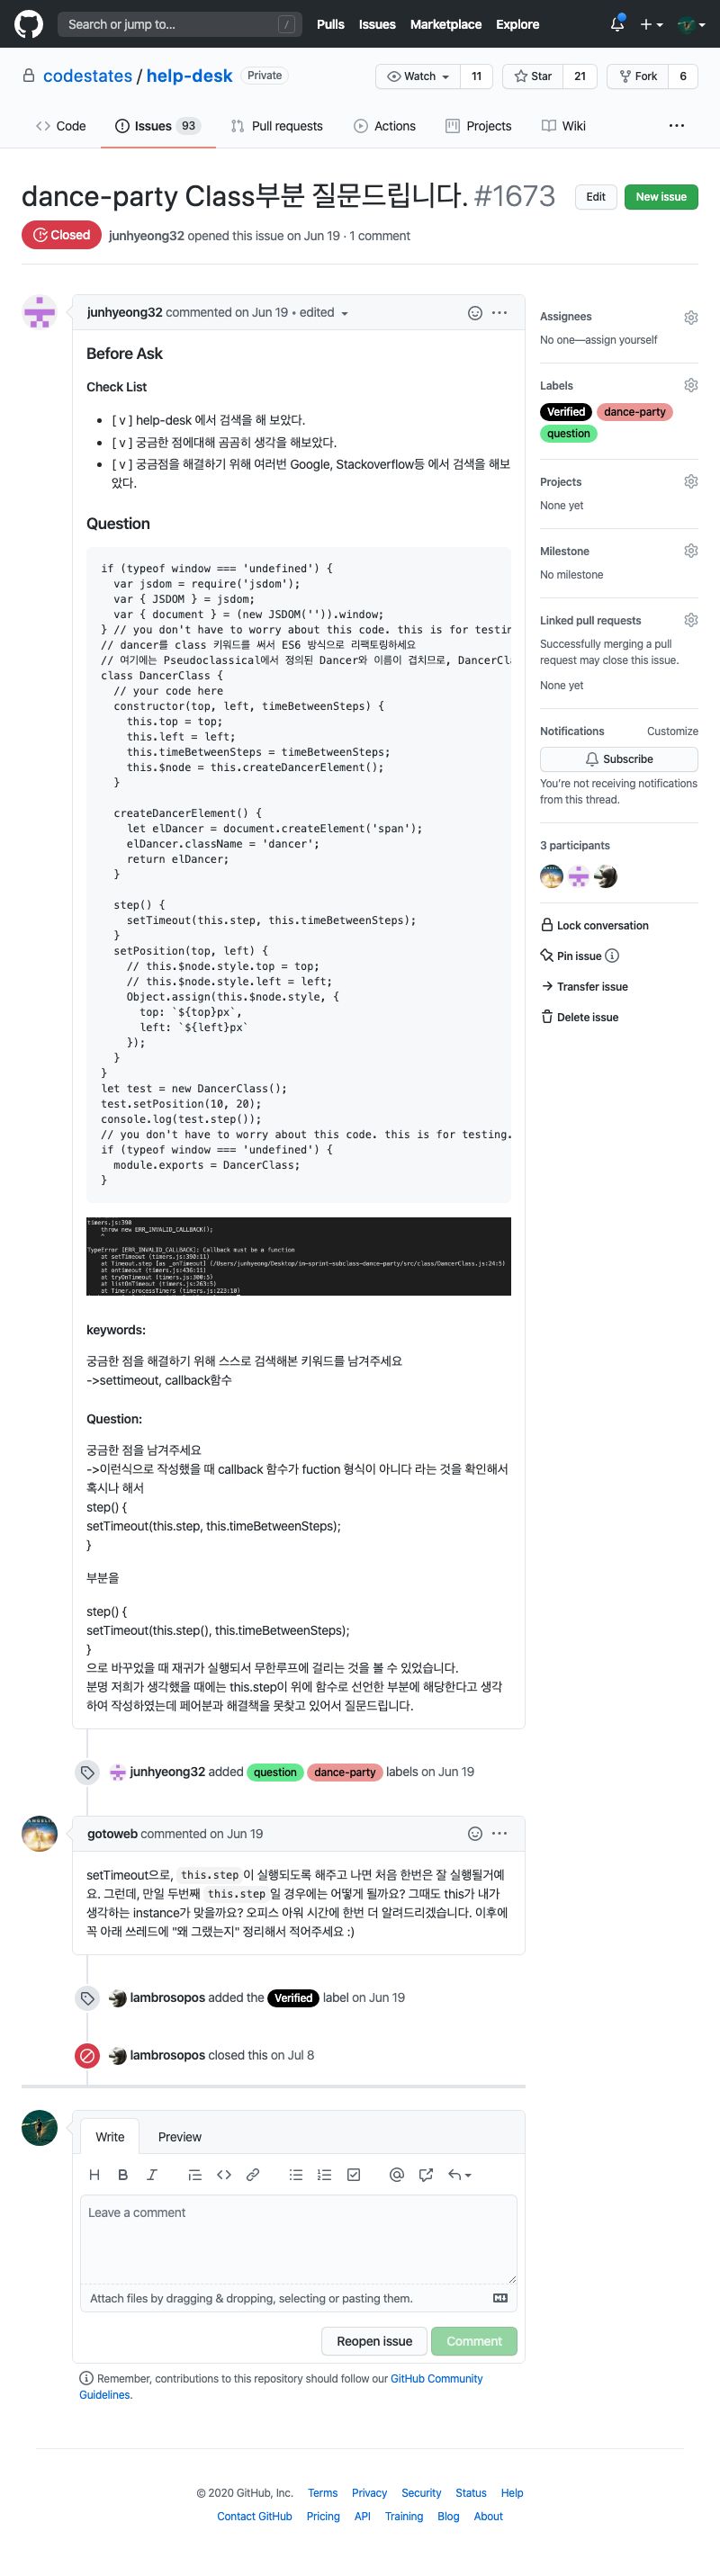 Search or jump to...
/
Pulls Issues Marketplace Explore
codestates / help-desk Private
Watch 11 Star 21 Fork 6
Code Issues 93 Pull requests Actions Projects Wiki
dance-party Class부분 질문드립니다. #1673
Edit New issue
Closed junhyeong32 opened this issue on Jun 19 · 1 comment
junhyeong32 commented on Jun 19 • edited
Before Ask
Check List
[ v ] help-desk 에서 검색을 해 보았다.
[ v ] 궁금한 점에대해 곰곰히 생각을 해보았다.
[ v ] 궁금점을 해결하기 위해 여러번 Google, Stackoverflow등 에서 검색을 해보
았다.
Question
if (typeof window === 'undefined') {
var jsdom = require('jsdom');
var { JSDOM } = jsdom;
var { document } = (new JSDOM('')).window;
} // you don't have to worry about this code. this is for testin
// dancer를 class 키워드를 써서 ES6 방식으로 리팩토링하세요
// 여기에는 Pseudoclassical에서 정의된 Dancer와 이름이 겹치므로, DancerCl
class DancerClass {
// your code here
constructor(top, left, timeBetweenSteps) {
this.top = top;
this.left = left;
this.timeBetweenSteps = timeBetweenSteps;
this.$node = this.createDancerElement();
}
createDancerElement() {
let elDancer = document.createElement('span');
elDancer.className = 'dancer';
return elDancer;
}
step() {
setTimeout(this.step, this.timeBetweenSteps);
}
setPosition(top, left) {
// this.$node.style.top = top;
// this.$node.style.left = left;
Object.assign(this.$node.style, {
top: `${top}px`,
left: `${left}px`
});
}
}
let test = new DancerClass();
test.setPosition(10, 20);
console.log(test.step());
// you don't have to worry about this code. this is for testing.
if (typeof window === 'undefined') {
module.exports = DancerClass;
}
timers.js:390
throw new ERR_INVALID_CALLBACK();
^
TypeError [ERR_INVALID_CALLBACK]: Callback must be a function
at setTimeout (timers.js:390:11)
at Timeout.step [as _onTimeout] (/Users/junhyeong/Desktop/im-sprint-subclass-dance-party/src/class/DancerClass.js:24:5)
at ontimeout (timers.js:436:11)
at tryOnTimeout (timers.js:300:5)
at listOnTimeout (timers.js:263:5)
at Timer.processTimers (timers.js:223:10)
keywords:
궁금한 점을 해결하기 위해 스스로 검색해본 키워드를 남겨주세요
->settimeout, callback함수
Question:
궁금한 점을 남겨주세요
->이런식으로 작성했을 때 callback 함수가 fuction 형식이 아니다 라는 것을 확인해서
혹시나 해서
step() {
setTimeout(this.step, this.timeBetweenSteps);
}
부분을
step() {
setTimeout(this.step(), this.timeBetweenSteps);
}
으로 바꾸었을 때 재귀가 실행되서 무한루프에 걸리는 것을 볼 수 있었습니다.
분명 저희가 생각했을 때에는 this.step이 위에 함수로 선언한 부분에 해당한다고 생각
하여 작성하였는데 페어분과 해결책을 못찾고 있어서 질문드립니다.
junhyeong32 added question dance-party labels on Jun 19
gotoweb commented on Jun 19
setTimeout으로, this.step 이 실행되도록 해주고 나면 처음 한번은 잘 실행될거예
요. 그런데, 만일 두번째 this.step 일 경우에는 어떻게 될까요? 그때도 this가 내가
생각하는 instance가 맞을까요? 오피스 아워 시간에 한번 더 알려드리겠습니다. 이후에
꼭 아래 쓰레드에 "왜 그랬는지" 정리해서 적어주세요 :)
lambrosopos added the Verified label on Jun 19
lambrosopos closed this on Jul 8
Write Preview
Leave a comment
Attach files by dragging & dropping, selecting or pasting them.
Reopen issue Comment
Remember, contributions to this repository should follow our GitHub Community
Guidelines.
Assignees
No one—assign yourself
Labels
Verified dance-party
question
Projects
None yet
Milestone
No milestone
Linked pull requests
Successfully merging a pull
request may close this issue.
None yet
Notifications Customize
Subscribe
You're not receiving notifications
from this thread.
3 participants
Lock conversation
Pin issue
Transfer issue
Delete issue
© 2020 GitHub, Inc. Terms Privacy Security Status Help
Contact GitHub Pricing API Training Blog About